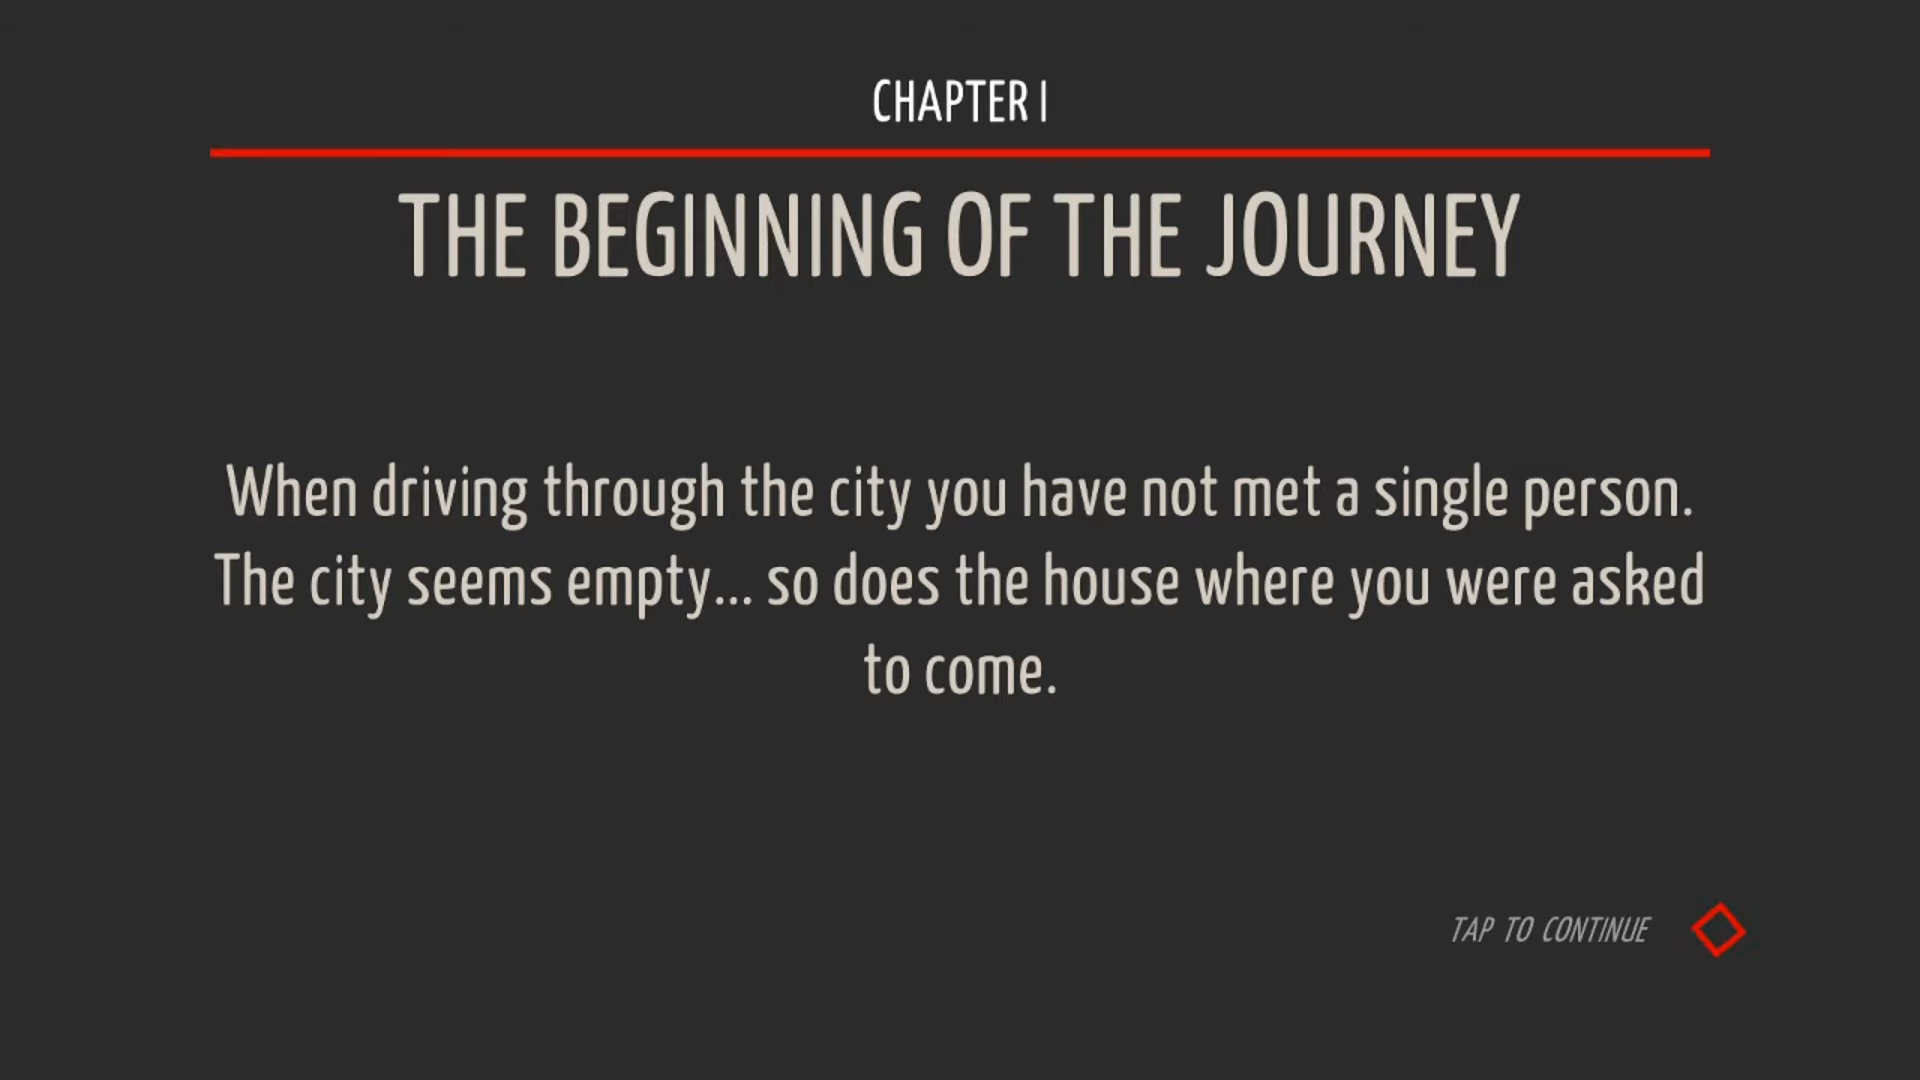 CHAPTER I
THE BEGINNING OF THE JOURNEY
When driving through the city you have not met a single person.
The city seems empty... so does the house where you were asked
to come.
TAP TO CONTINUE